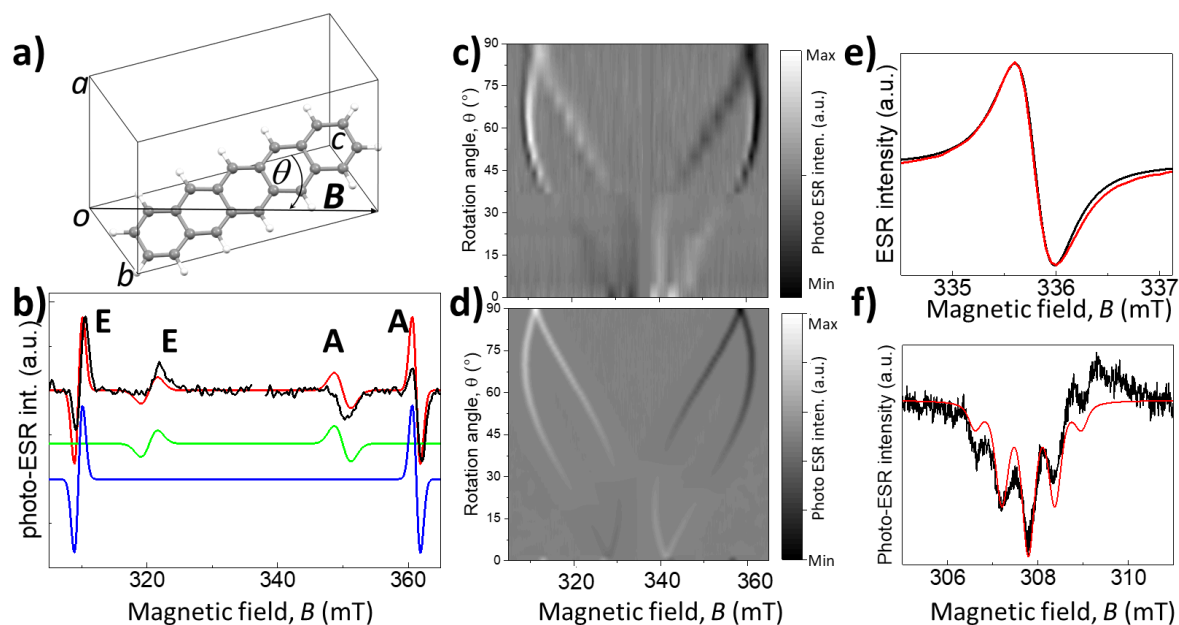 a)
a
o
b
c
θ
B
b)
E
E
A
A
photo-ESR int. (a.u.)
320
340
360
Magnetic field, B (mT)
c)
90
75
60
45
30
15
0
Rotation angle, θ (°)
320
340
360
Max
Min
Photo ESR inten. (a.u.)
d)
90
75
60
45
30
15
0
Rotation angle, θ (°)
320
340
360
Magnetic field, B (mT)
Max
Min
Photo ESR inten. (a.u.)
e)
ESR intensity (a.u.)
335
336
337
Magnetic field, B (mT)
f)
Photo-ESR intensity (a.u.)
306
308
310
Magnetic field, B (mT)